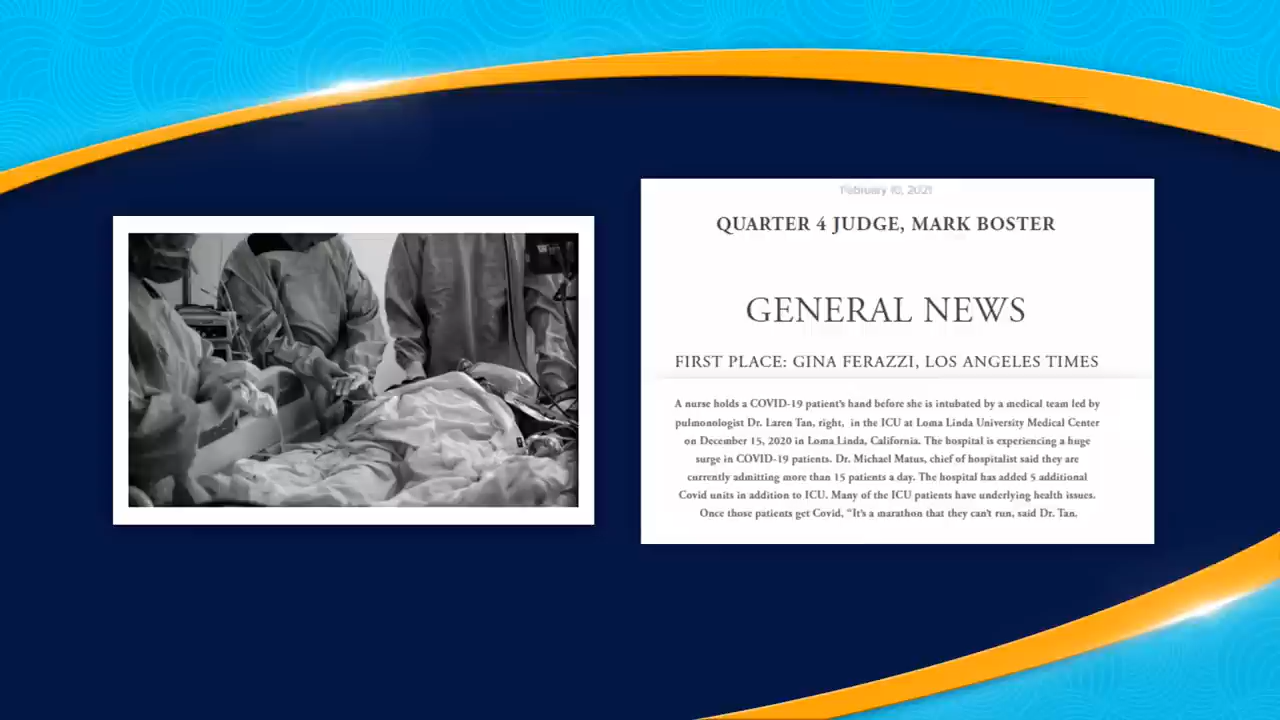 February 10, 2021
QUARTER 4 JUDGE, MARK BOSTER
GENERAL NEWS
FIRST PLACE: GINA FERAZZI, LOS ANGELES TIMES
A nurse holds a COVID-19 patient's hand before she is intubated by a medical team led by
pulmonologist Dr. Laren Tan, right, in the ICU at Loma Linda University Medical Center
on December 15, 2020 in Loma Linda, California. The hospital is experiencing a huge
surge in COVID-19 patients. Dr. Michael Matus, chief of hospitalist said they are
currently admitting more than 15 patients a day. The hospital has added 5 additional
Covid units in addition to ICU. Many of the ICU patients have underlying health issues.
Once those patients get Covid, “It's a marathon that they can't run, said Dr. Tan.